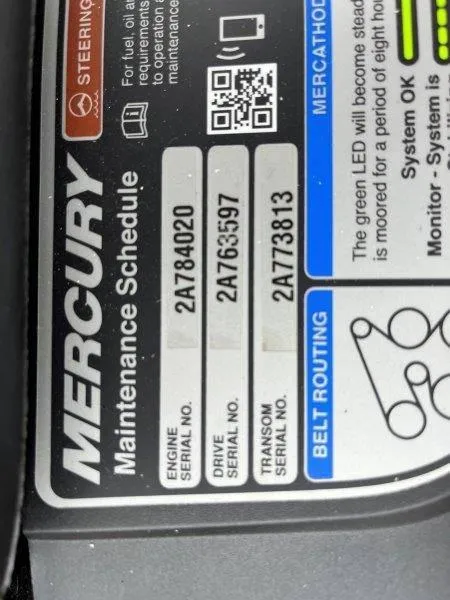 MERCURY
Maintenance Schedule
ENGINE
SERIAL NO.
2A784020
DRIVE
SERIAL NO.
2A763597
TRANSOM
SERIAL NO.
2A773813
STEERING
For fuel, oil a
requirements
to operation a
maintenance
BELT ROUTING
MERCATHOD
The green LED will become stead
is moored for a period of eight hou
System OK
Monitor - System is